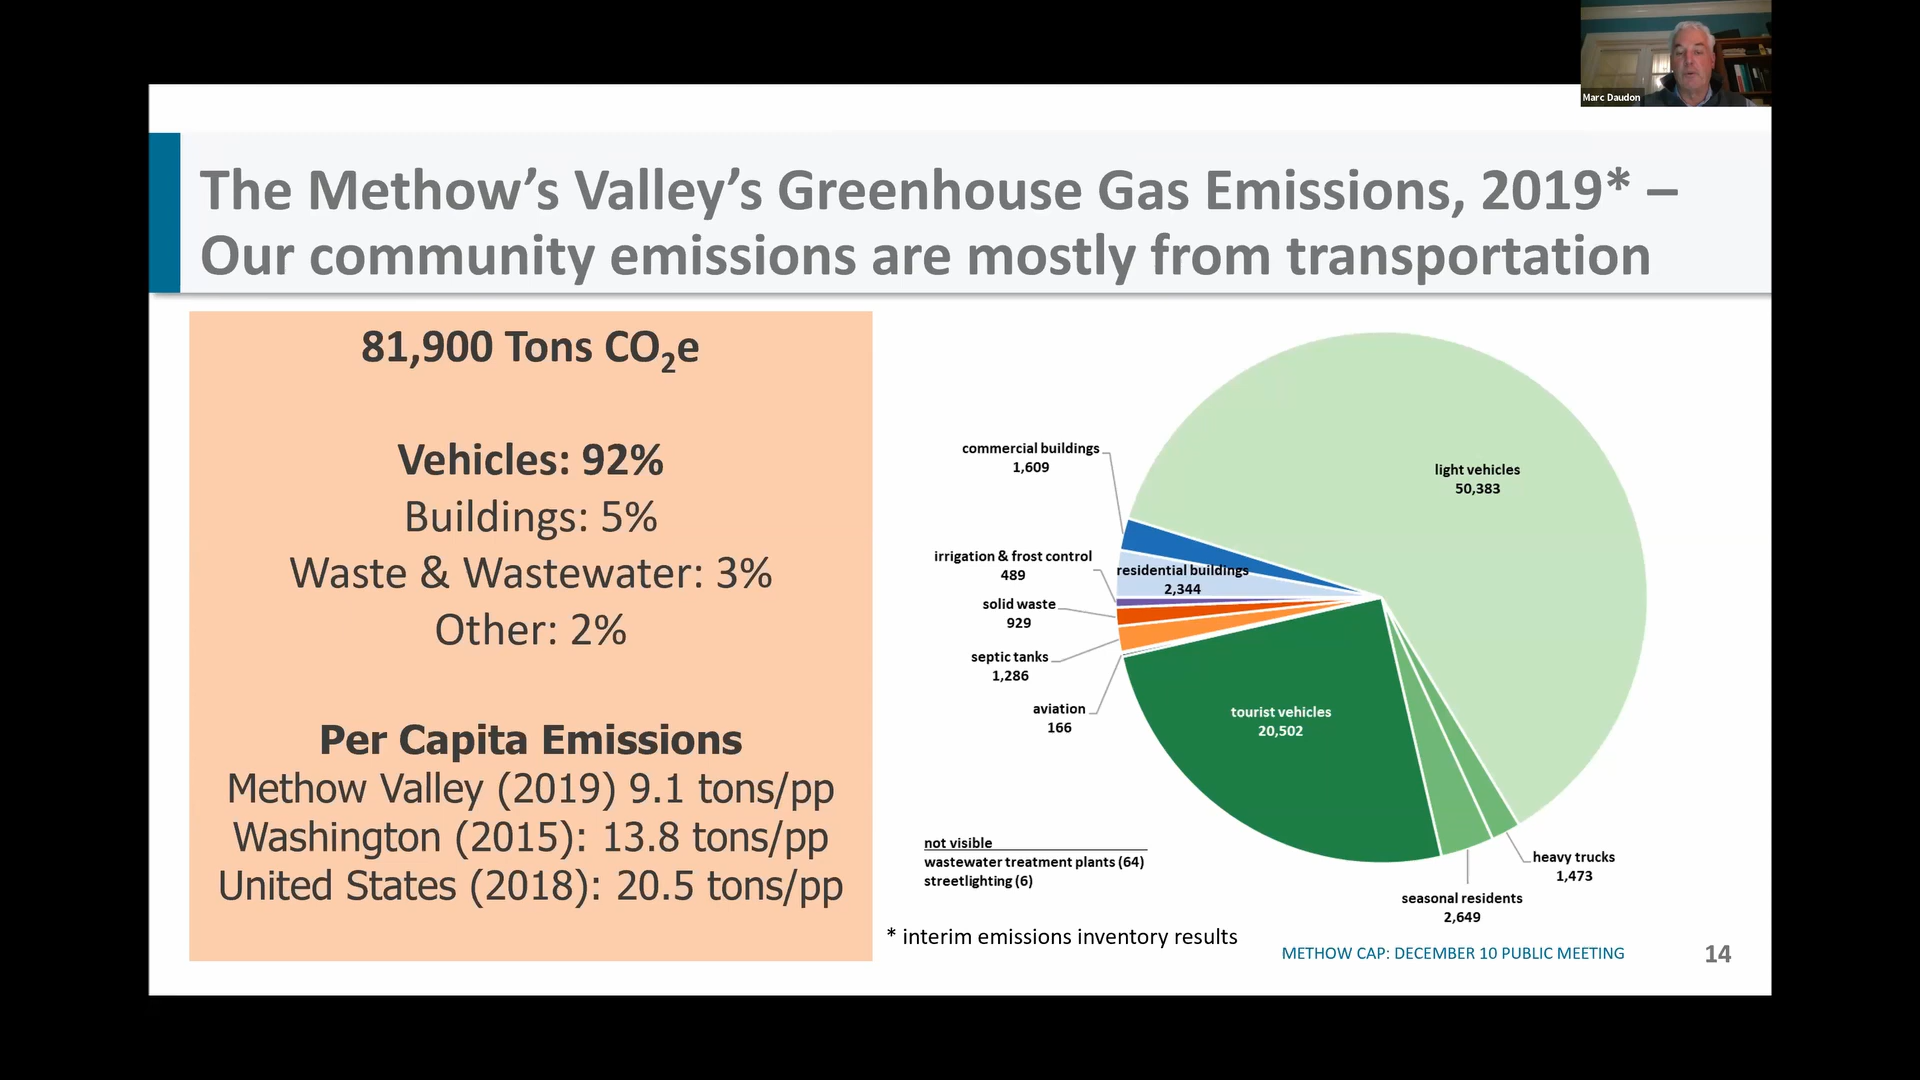 Marc Daudon
The Methow’s Valley’s Greenhouse Gas Emissions, 2019* –
Our community emissions are mostly from transportation
81,900 Tons CO₂e
Vehicles: 92%
Buildings: 5%
Waste & Wastewater: 3%
Other: 2%
Per Capita Emissions
Methow Valley (2019) 9.1 tons/pp
Washington (2015): 13.8 tons/pp
United States (2018): 20.5 tons/pp
commercial buildings
1,609
light vehicles
50,383
irrigation & frost control
489
residential buildings
2,344
solid waste
929
septic tanks
1,286
aviation
166
tourist vehicles
20,502
heavy trucks
1,473
seasonal residents
2,649
not visible
wastewater treatment plants (64)
streetlighting (6)
* interim emissions inventory results
METHOW CAP: DECEMBER 10 PUBLIC MEETING
14